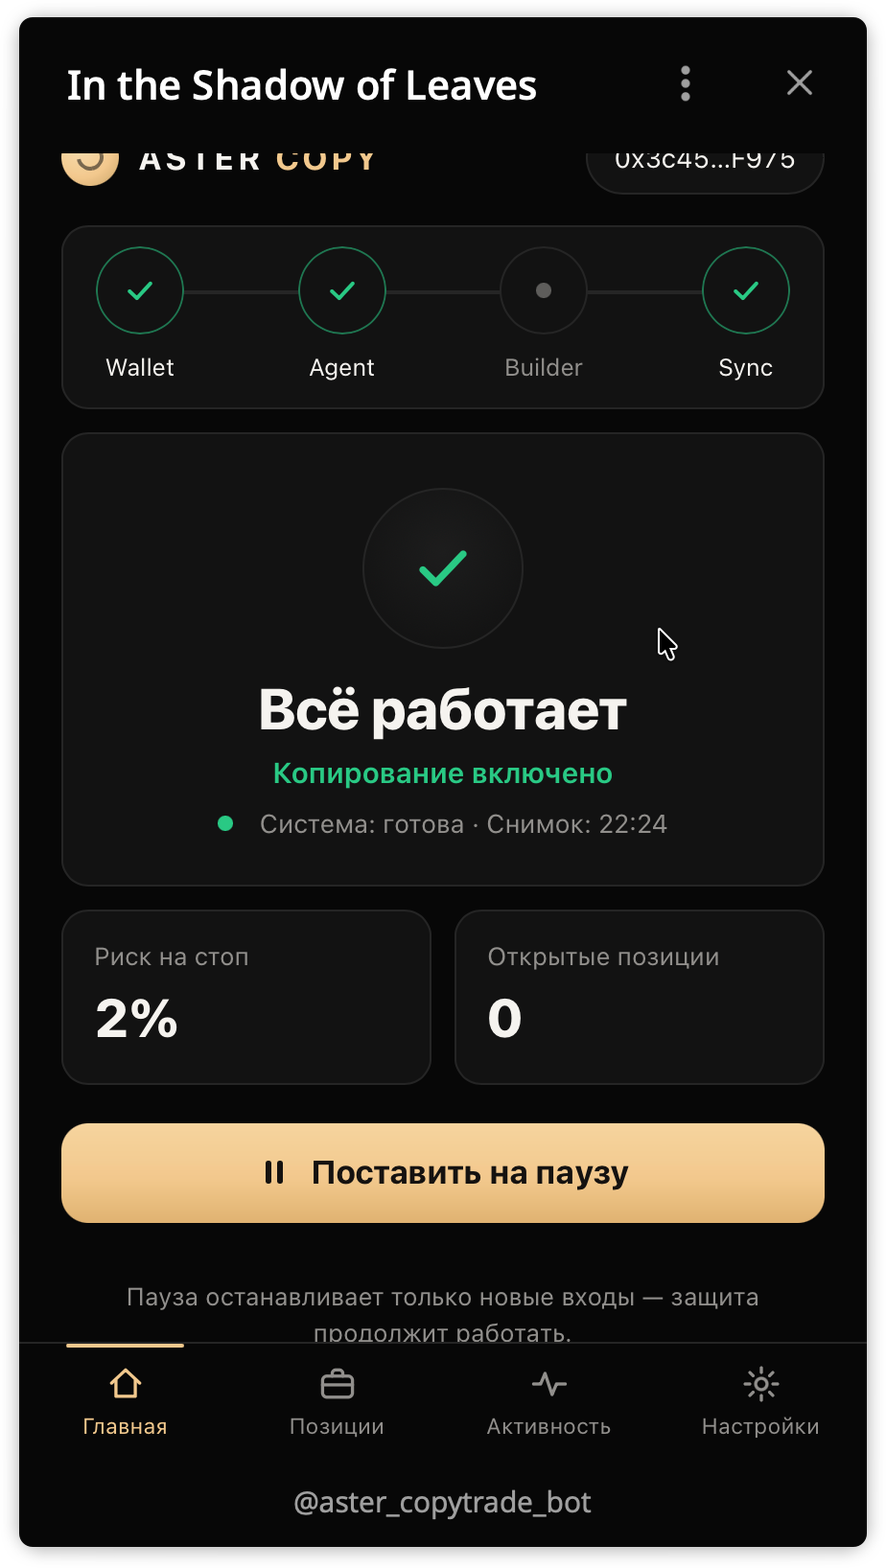 In the Shadow of Leaves
ASTER COPY
0x3c45...F975
Wallet
Agent
Builder
Sync
Всё работает
Копирование включено
Система: готова · Снимок: 22:24
Риск на стоп
Открытые позиции
2%
0
Поставить на паузу
Пауза останавливает только новые входы — защита
продолжит работать.
Главная
Позиции
Активность
Настройки
@aster_copytrade_bot